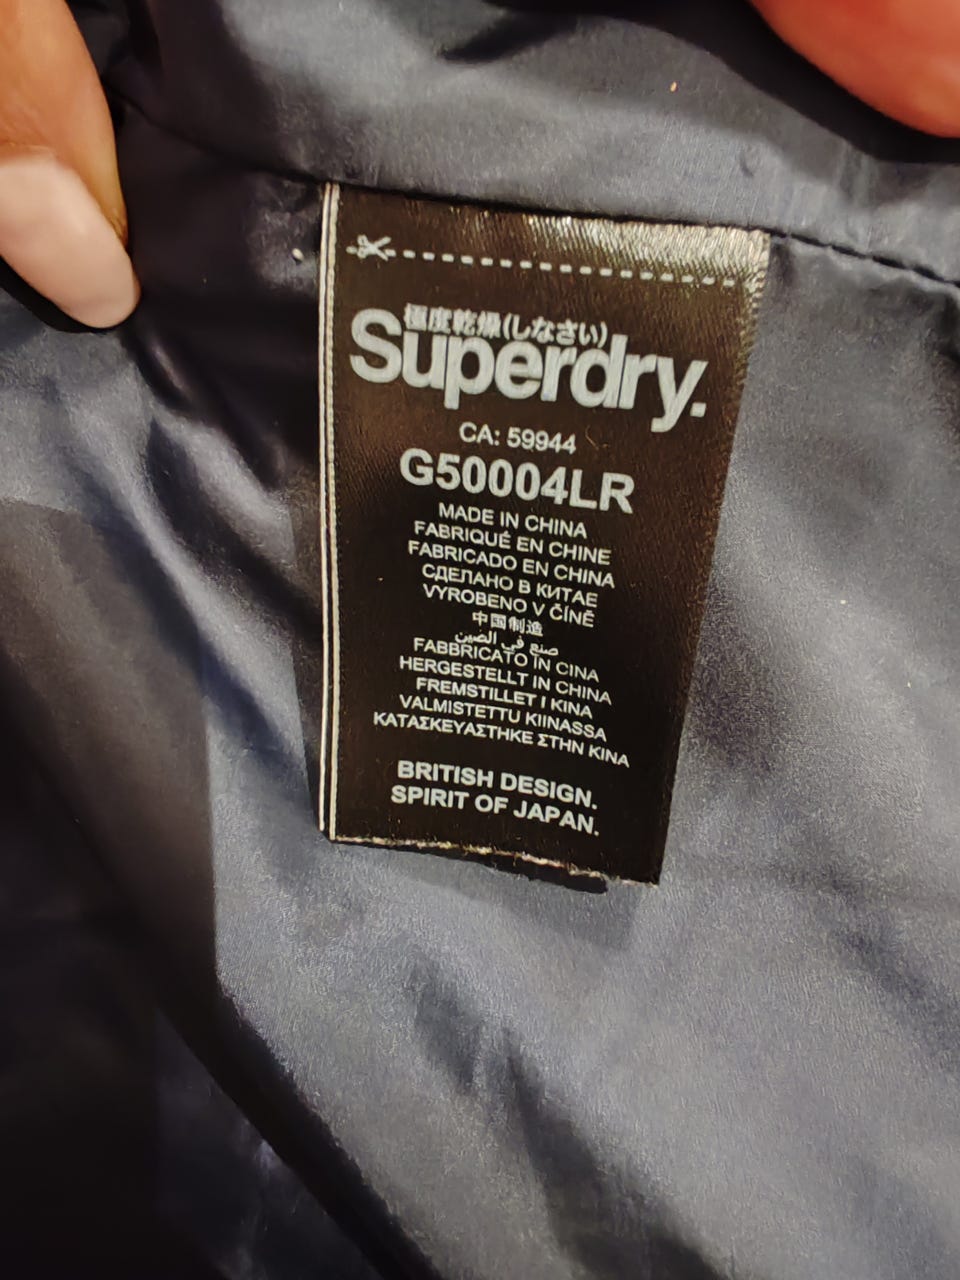 極度乾燥(しなさい)
Superdry.
CA: 59944
G50004LR
MADE IN CHINA
FABRIQUÉ EN CHINE
FABRICADO EN CHINA
СДЕЛАНО В КИТАЕ
VYROBENO V ČÍNĚ
中国制造
صنع في الصين
FABBRICATO IN CINA
HERGESTELLT IN CHINA
FREMSTILLET I KINA
VALMISTETTU KIINASSA
ΚΑΤΑΣΚΕΥΑΣΤΗΚΕ ΣΤΗΝ ΚΙΝΑ
BRITISH DESIGN.
SPIRIT OF JAPAN.